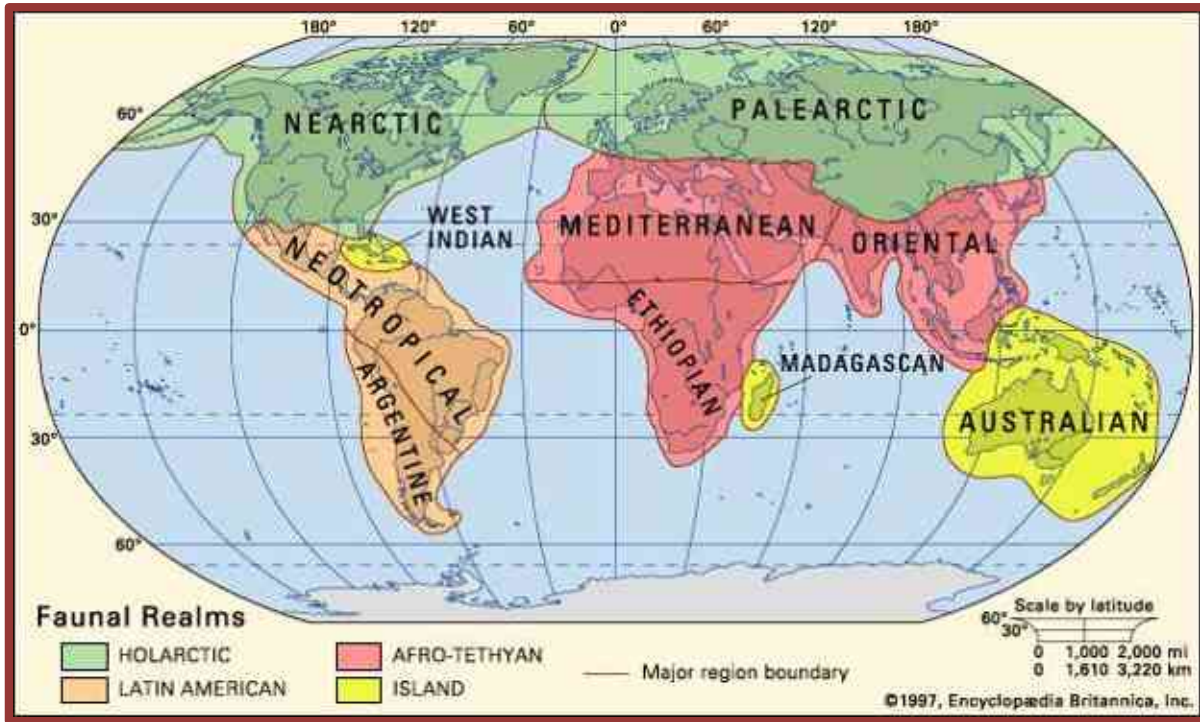 180° 120° 60° 0° 60° 120° 180°
60°
NEARCTIC
PALEARCTIC
30°
WEST
INDIAN
MEDITERRANEAN
ORIENTAL
NEOTROPICAL
ETHIOPIAN
0°
MADAGASCAN
ARGENTINE
AUSTRALIAN
30°
60°
Faunal Realms
HOLARCTIC
AFRO-TETHYAN
LATIN AMERICAN
ISLAND
Major region boundary
Scale by latitude
60°
30°
0 1,000 2,000 mi
0 1,610 3,220 km
©1997, Encyclopædia Britannica, Inc.